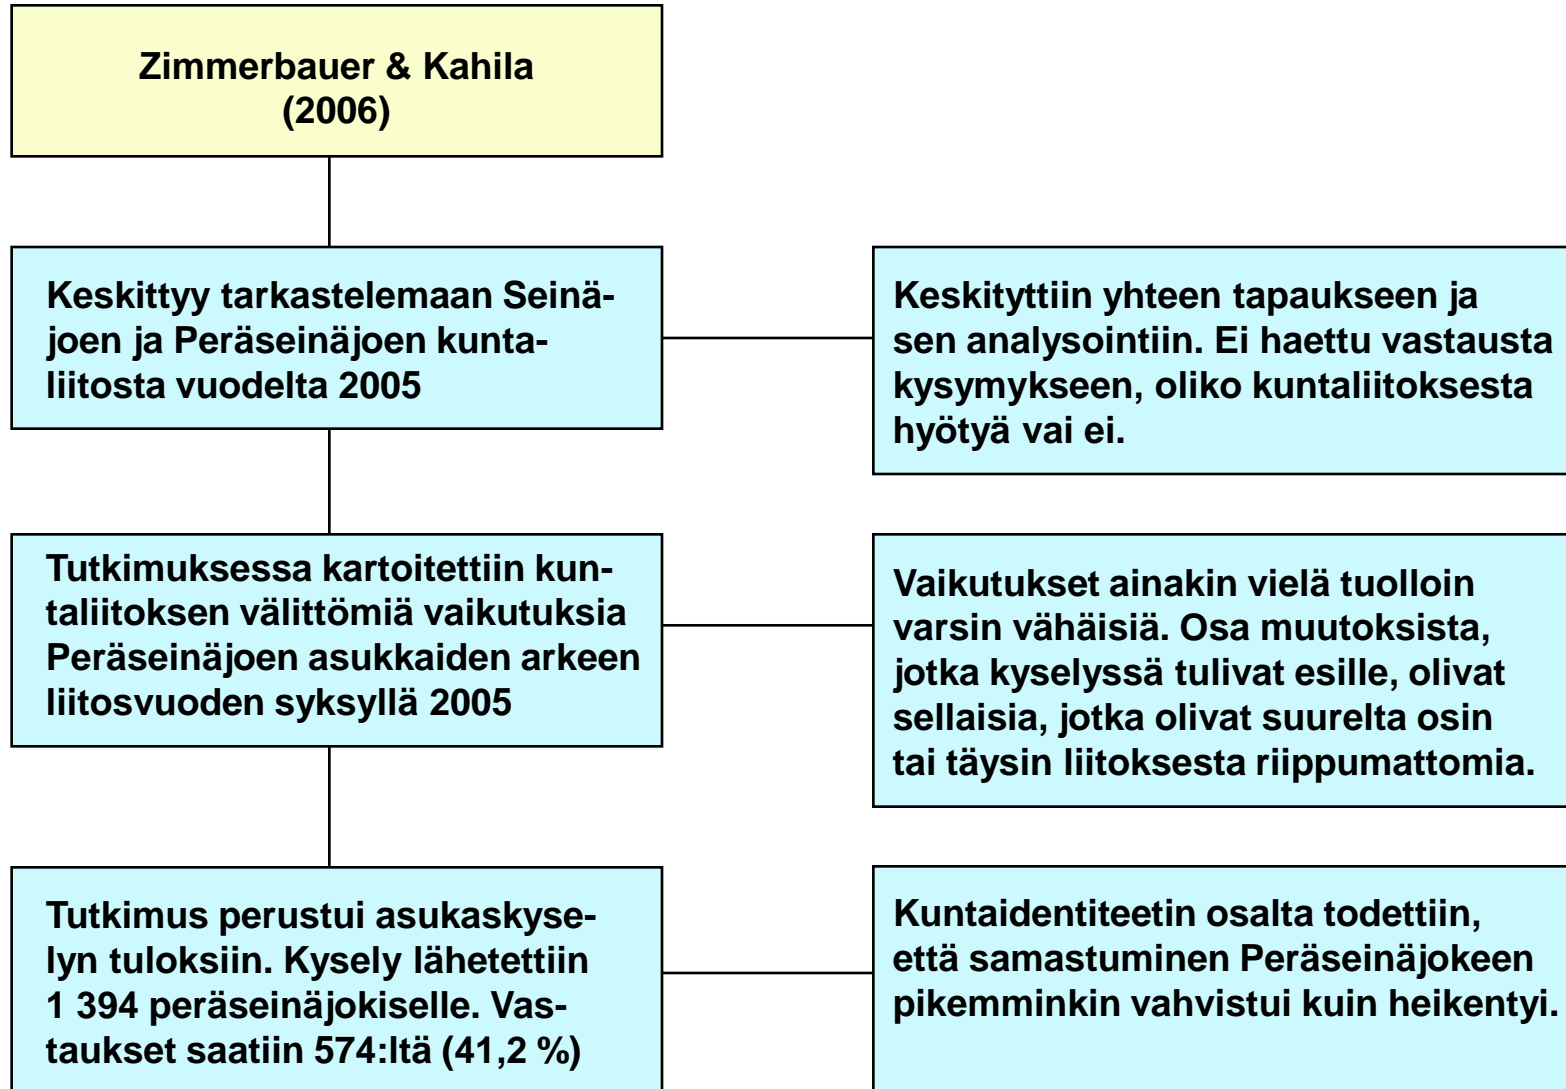 Zimmerbauer & Kahila
(2006)
Keskittyy tarkastelemaan Seinä-
joen ja Peräseinäjoen kunta-
liitosta vuodelta 2005
Keskityttiin yhteen tapaukseen ja
sen analysointiin. Ei haettu vastausta
kysymykseen, oliko kuntaliitoksesta
hyötyä vai ei.
Tutkimuksessa kartoitettiin kun-
taliitoksen välittömiä vaikutuksia
Peräseinäjoen asukkaiden arkeen
liitosvuoden syksyllä 2005
Vaikutukset ainakin vielä tuolloin
varsin vähäisiä. Osa muutoksista,
jotka kyselyssä tulivat esille, olivat
sellaisia, jotka olivat suurelta osin
tai täysin liitoksesta riippumattomia.
Tutkimus perustui asukaskyse-
lyn tuloksiin. Kysely lähetettiin
1 394 peräseinäjokiselle. Vas-
taukset saatiin 574:ltä (41,2 %)
Kuntaidentiteetin osalta todettiin,
että samastuminen Peräseinäjokeen
pikemminkin vahvistui kuin heikentyi.